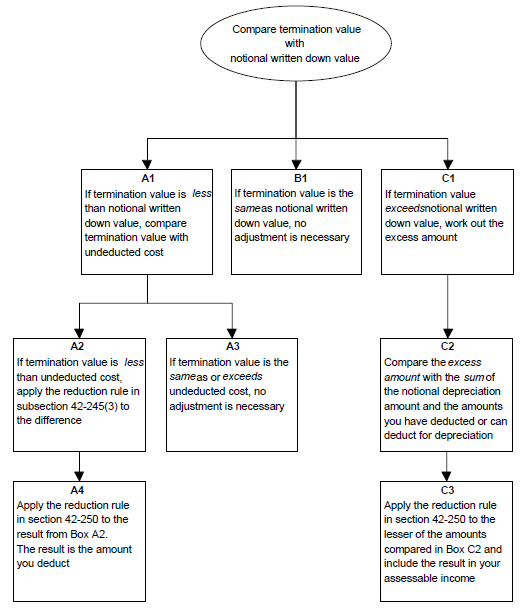 Compare termination value
with
notional written down value
A1
If termination value is less
than notional written
down value, compare
termination value with
undeducted cost
B1
If termination value is the
sameas notional written
down value, no
adjustment is necessary
C1
If termination value
exceedsnotional written
down value, work out the
excess amount
A2
If termination value is less
than undeducted cost,
apply the reduction rule in
subsection 42-245(3) to
the difference
A3
If termination value is the
sameas or exceeds
undeducted cost, no
adjustment is necessary
C2
Compare the excess
amount with the sumof
the notional depreciation
amount and the amounts
you have deducted or can
deduct for depreciation
A4
Apply the reduction rule
in section 42-250 to the
result from Box A2.
The result is the amount
you deduct
C3
Apply the reduction rule
in section 42-250 to the
lesser of the amounts
compared in Box C2 and
include the result in your
assessable income